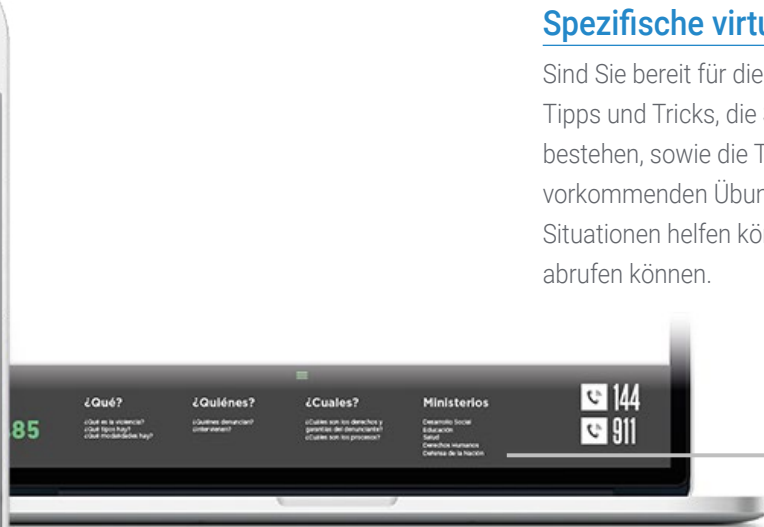 Spezifische virtu
Sind Sie bereit für die
Tipps und Tricks, die
bestehen, sowie die T
vorkommenden Übun
Situationen helfen kö
abrufen können.
85
¿Qué?
¿Qué es la violencia?
¿Qué tipos hay?
¿Qué modalidades hay?
¿Quiénes?
¿Quiénes denuncian?
¿Intervienen?
¿Cuales?
¿Cuáles son los derechos y
garantías del denunciante?
¿Cuáles son los procesos?
Ministerios
Desarrollo Social
Educación
Salud
Derechos Humanos
Defensa de la Nación
144
911